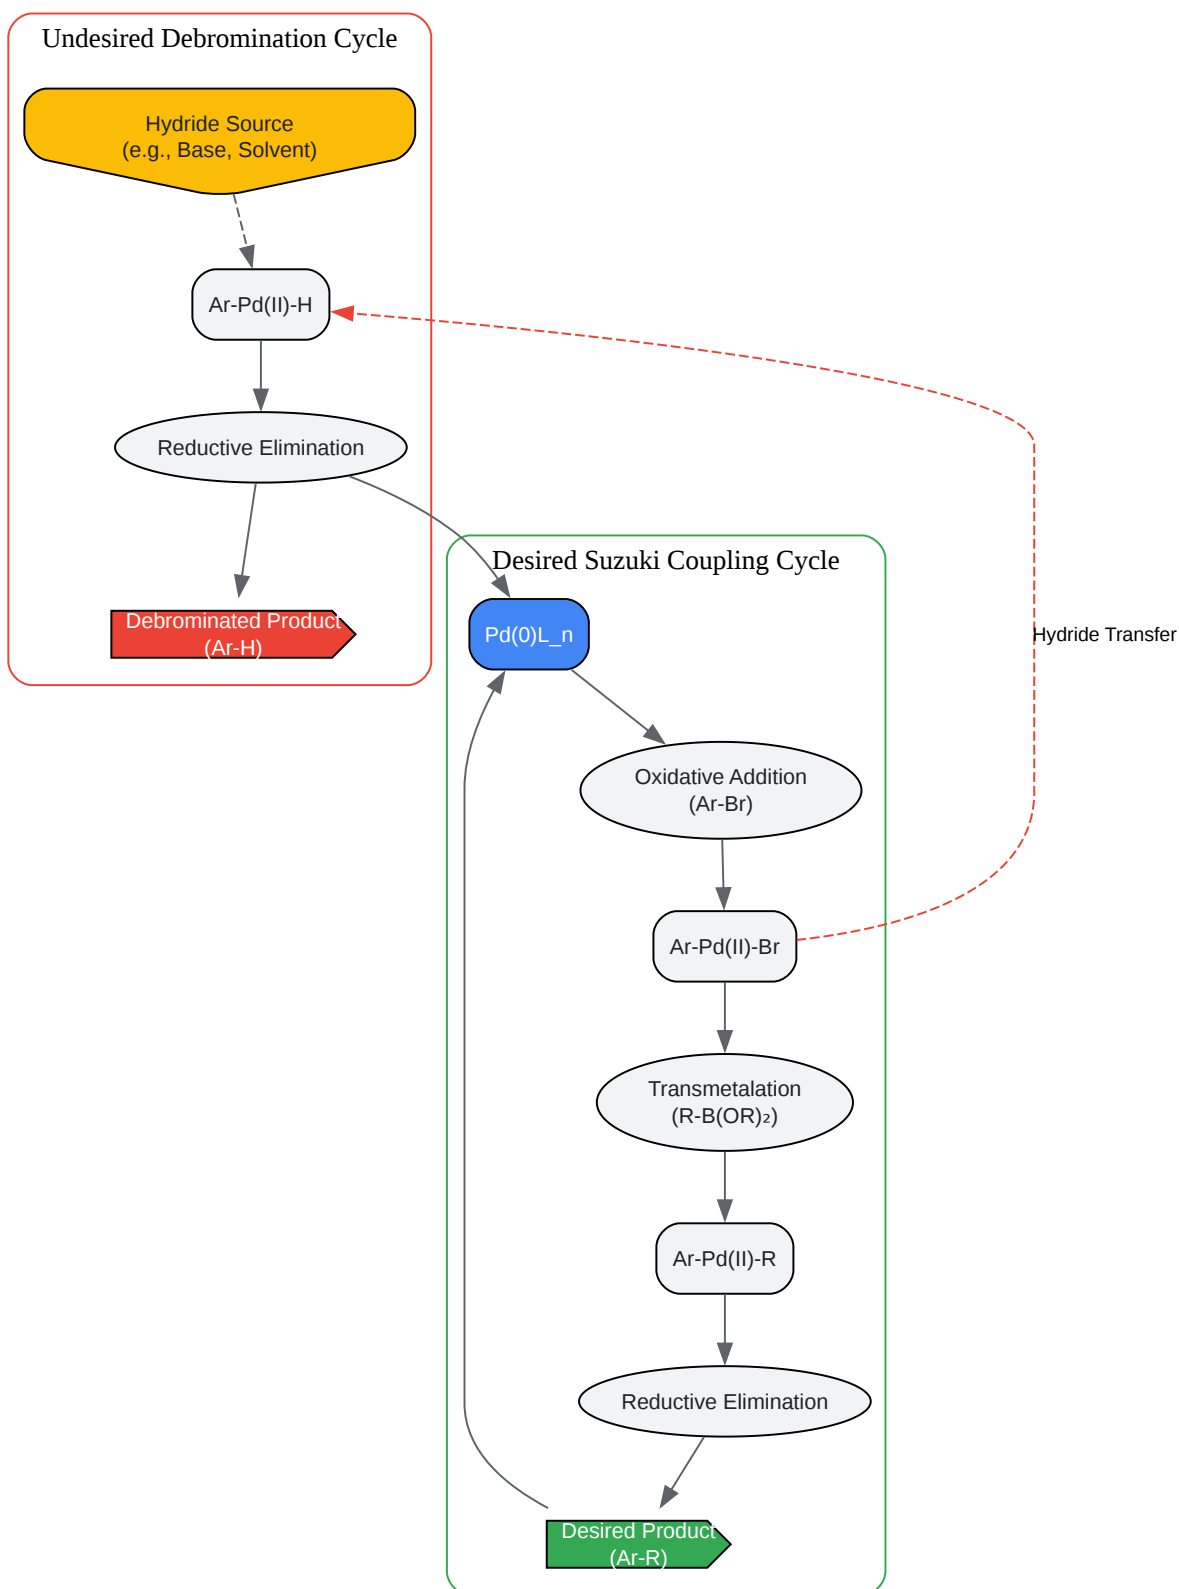 Undesired Debromination Cycle
Hydride Source
(e.g., Base, Solvent)
Ar-Pd(II)-H
Reductive Elimination
Debrominated Product
(Ar-H)
Desired Suzuki Coupling Cycle
Pd(0)L_n
Hydride Transfer
Oxidative Addition
(Ar-Br)
Ar-Pd(II)-Br
Transmetalation
(R-B(OR)₂)
Ar-Pd(II)-R
Reductive Elimination
Desired Product
(Ar-R)